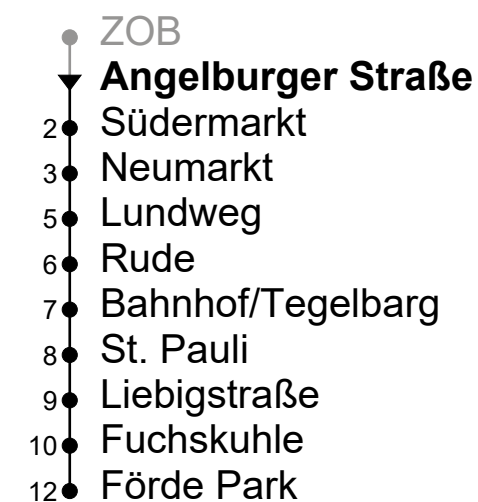 ZOB
Angelburger Straße
2 Südermarkt
3 Neumarkt
5 Lundweg
6 Rude
7 Bahnhof/Tegelbarg
8 St. Pauli
9 Liebigstraße
10 Fuchskuhle
12 Förde Park